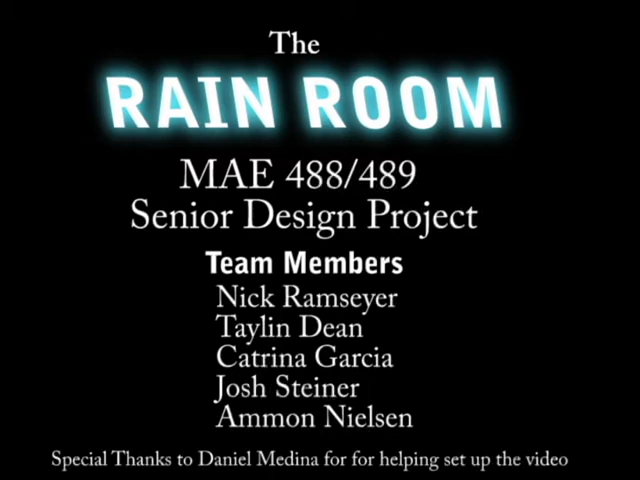 The
RAIN ROOM
MAE 488/489
Senior Design Project
Team Members
Nick Ramseyer
Taylin Dean
Catrina Garcia
Josh Steiner
Ammon Nielsen
Special Thanks to Daniel Medina for for helping set up the video